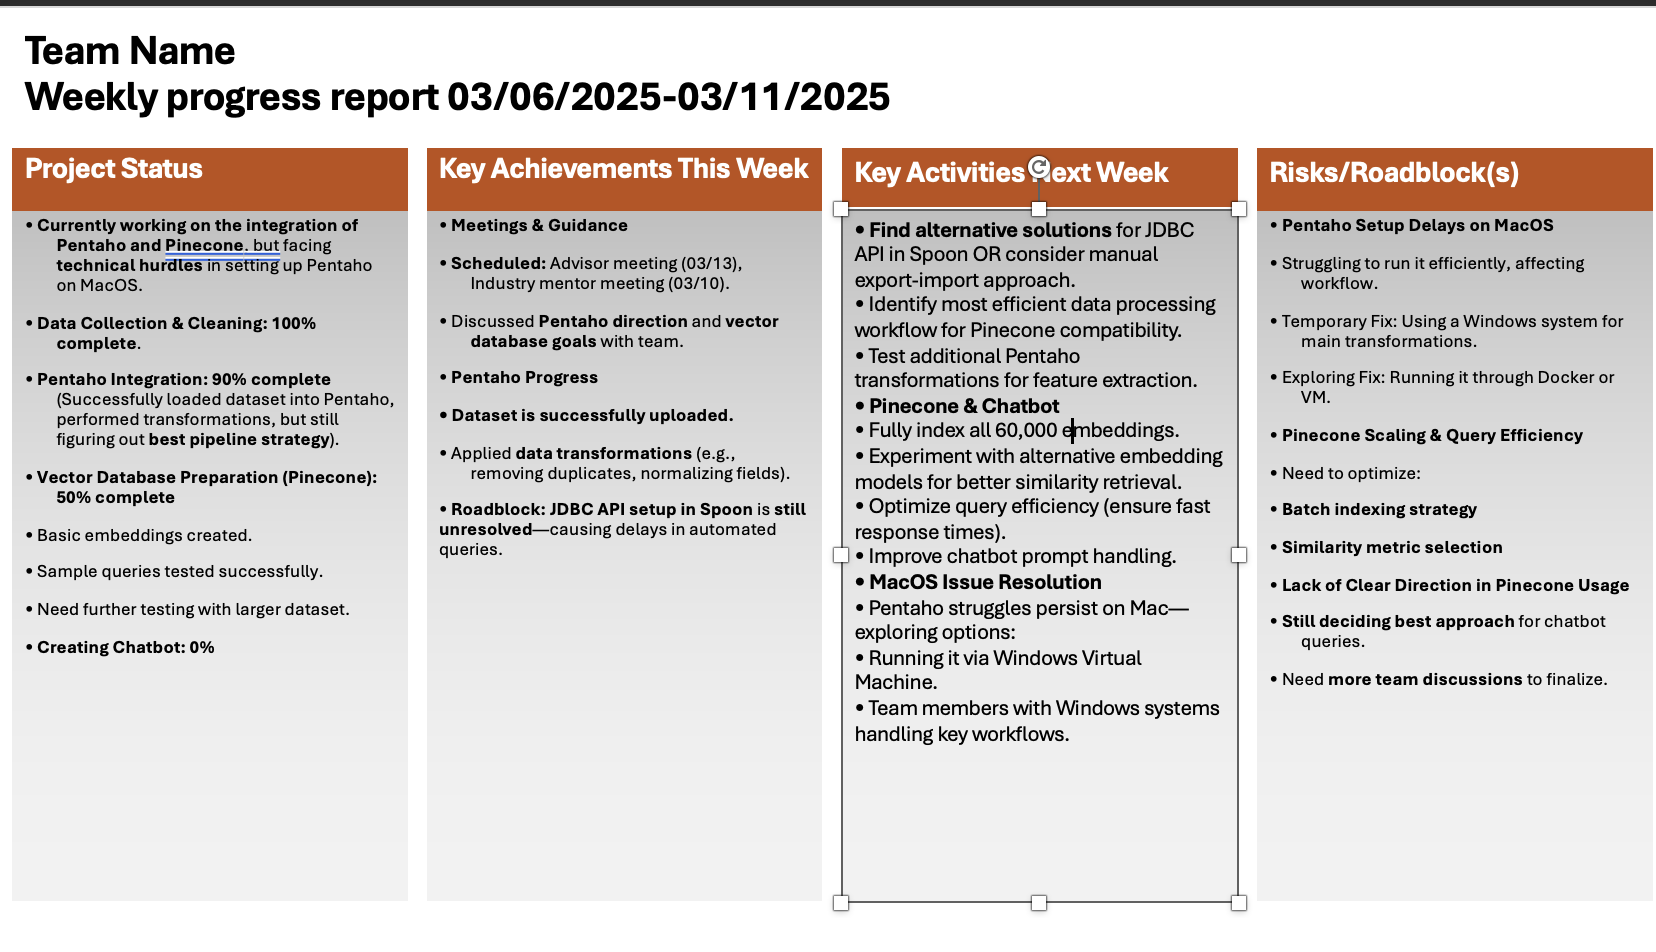 Team Name
Weekly progress report 03/06/2025-03/11/2025
Project Status
• Currently working on the integration of
Pentaho and Pinecone. but facing
technical hurdles in setting up Pentaho
on MacOS.
• Data Collection & Cleaning: 100%
complete.
• Pentaho Integration: 90% complete
(Successfully loaded dataset into Pentaho,
performed transformations, but still
figuring out best pipeline strategy).
• Vector Database Preparation (Pinecone):
50% complete
• Basic embeddings created.
• Sample queries tested successfully.
• Need further testing with larger dataset.
• Creating Chatbot: 0%
Key Achievements This Week
• Meetings & Guidance
• Scheduled: Advisor meeting (03/13),
Industry mentor meeting (03/10).
• Discussed Pentaho direction and vector
database goals with team.
• Pentaho Progress
• Dataset is successfully uploaded.
• Applied data transformations (e.g.,
removing duplicates, normalizing fields).
• Roadblock: JDBC API setup in Spoon is still
unresolved—causing delays in automated
queries.
Key Activities Next Week
• Find alternative solutions for JDBC
API in Spoon OR consider manual
export-import approach.
• Identify most efficient data processing
workflow for Pinecone compatibility.
• Test additional Pentaho
transformations for feature extraction.
• Pinecone & Chatbot
• Fully index all 60,000 embeddings.
• Experiment with alternative embedding
models for better similarity retrieval.
• Optimize query efficiency (ensure fast
response times).
• Improve chatbot prompt handling.
• MacOS Issue Resolution
• Pentaho struggles persist on Mac—
exploring options:
• Running it via Windows Virtual
Machine.
• Team members with Windows systems
handling key workflows.
Risks/Roadblock(s)
• Pentaho Setup Delays on MacOS
• Struggling to run it efficiently, affecting
workflow.
• Temporary Fix: Using a Windows system for
main transformations.
• Exploring Fix: Running it through Docker or
VM.
• Pinecone Scaling & Query Efficiency
• Need to optimize:
• Batch indexing strategy
• Similarity metric selection
• Lack of Clear Direction in Pinecone Usage
• Still deciding best approach for chatbot
queries.
• Need more team discussions to finalize.